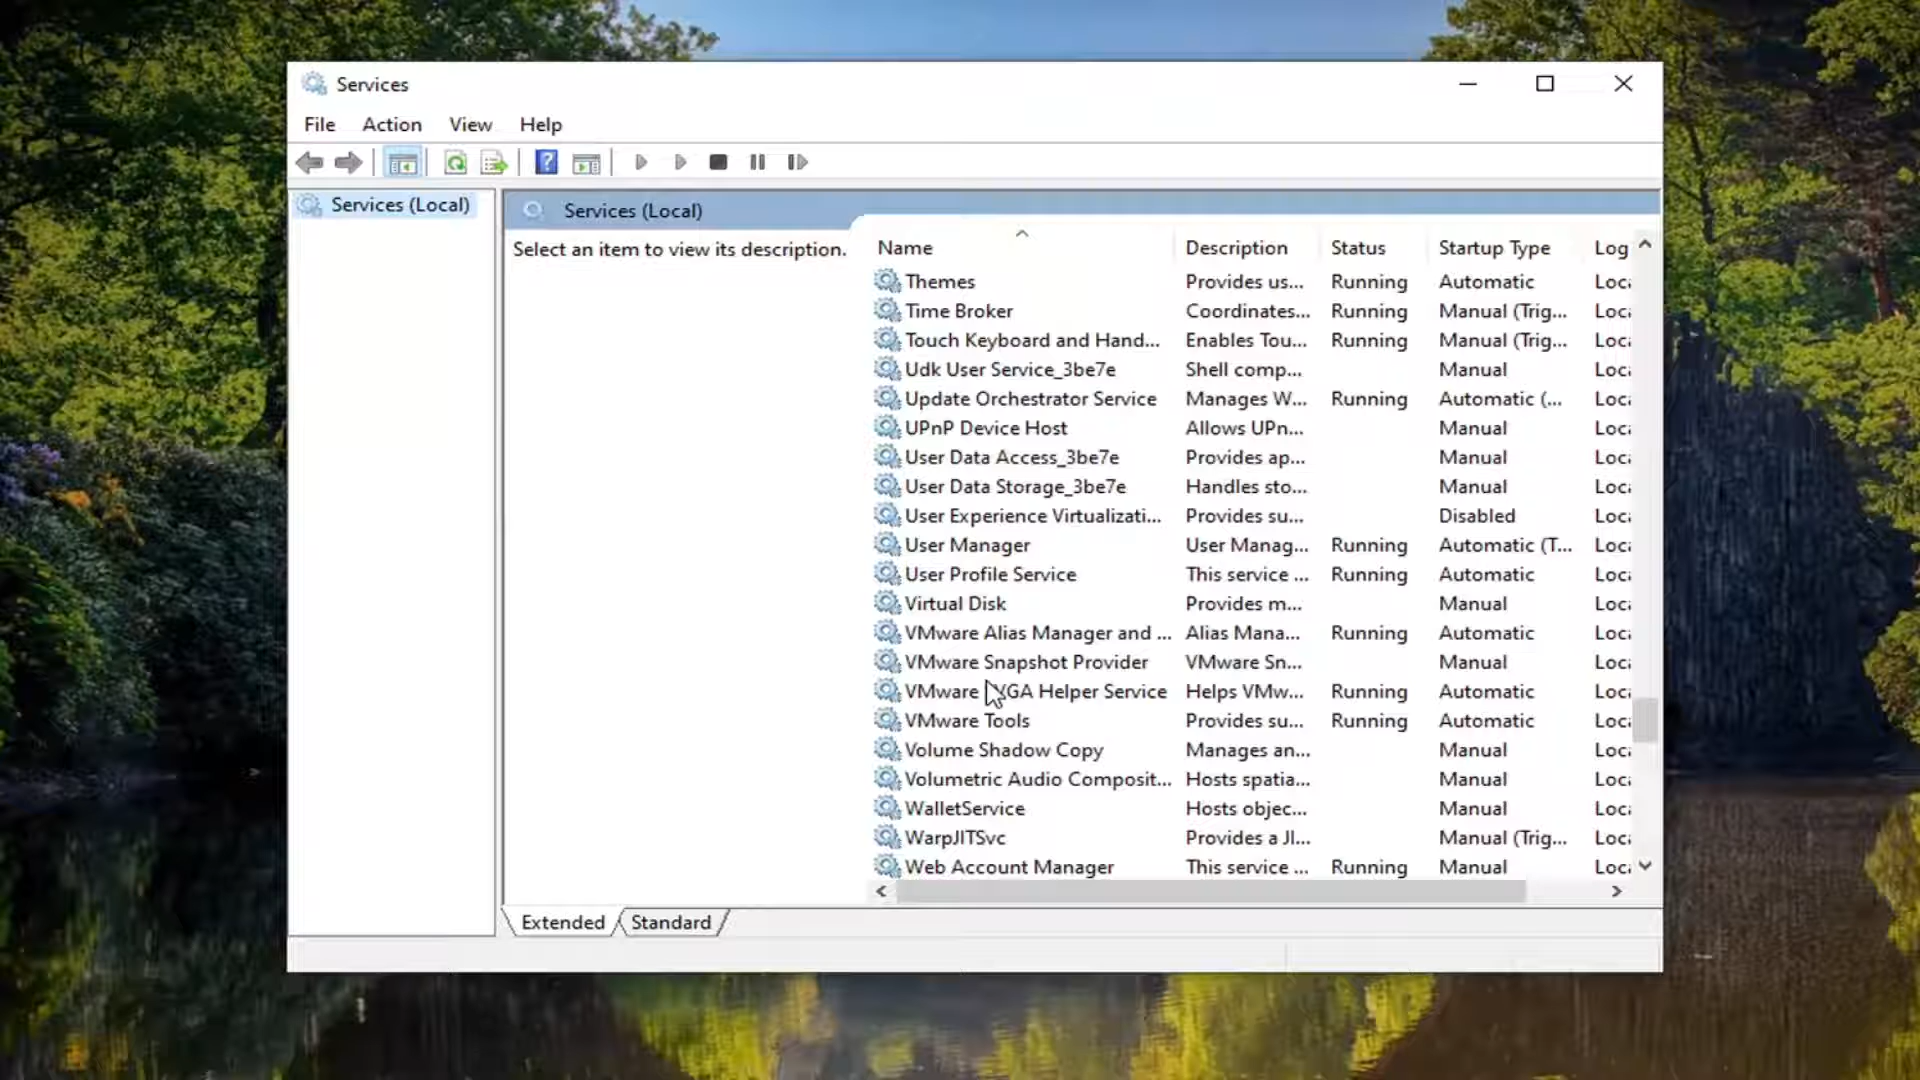 Services
File Action View Help
Services (Local)
Services (Local)
Select an item to view its description.
Name Description Status Startup Type Log
Themes Provides us... Running Automatic Loc
Time Broker Coordinates... Running Manual (Trig... Loc
Touch Keyboard and Hand... Enables Tou... Running Manual (Trig... Loc
Udk User Service_3be7e Shell comp... Manual Loc
Update Orchestrator Service Manages W... Running Automatic (... Loc
UPnP Device Host Allows UPn... Manual Loc
User Data Access_3be7e Provides ap... Manual Loc
User Data Storage_3be7e Handles sto... Manual Loc
User Experience Virtualizati... Provides su... Disabled Loc
User Manager User Manag... Running Automatic (T... Loc
User Profile Service This service ... Running Automatic Loc
Virtual Disk Provides m... Manual Loc
VMware Alias Manager and ... Alias Mana... Running Automatic Loc
VMware Snapshot Provider VMware Sn... Manual Loc
VMware VGA Helper Service Helps VMw... Running Automatic Loc
VMware Tools Provides su... Running Automatic Loc
Volume Shadow Copy Manages an... Manual Loc
Volumetric Audio Composit... Hosts spatia... Manual Loc
WalletService Hosts objec... Manual Loc
WarpJITSvc Provides a JI... Manual (Trig... Loc
Web Account Manager This service ... Running Manual Loc
Extended Standard